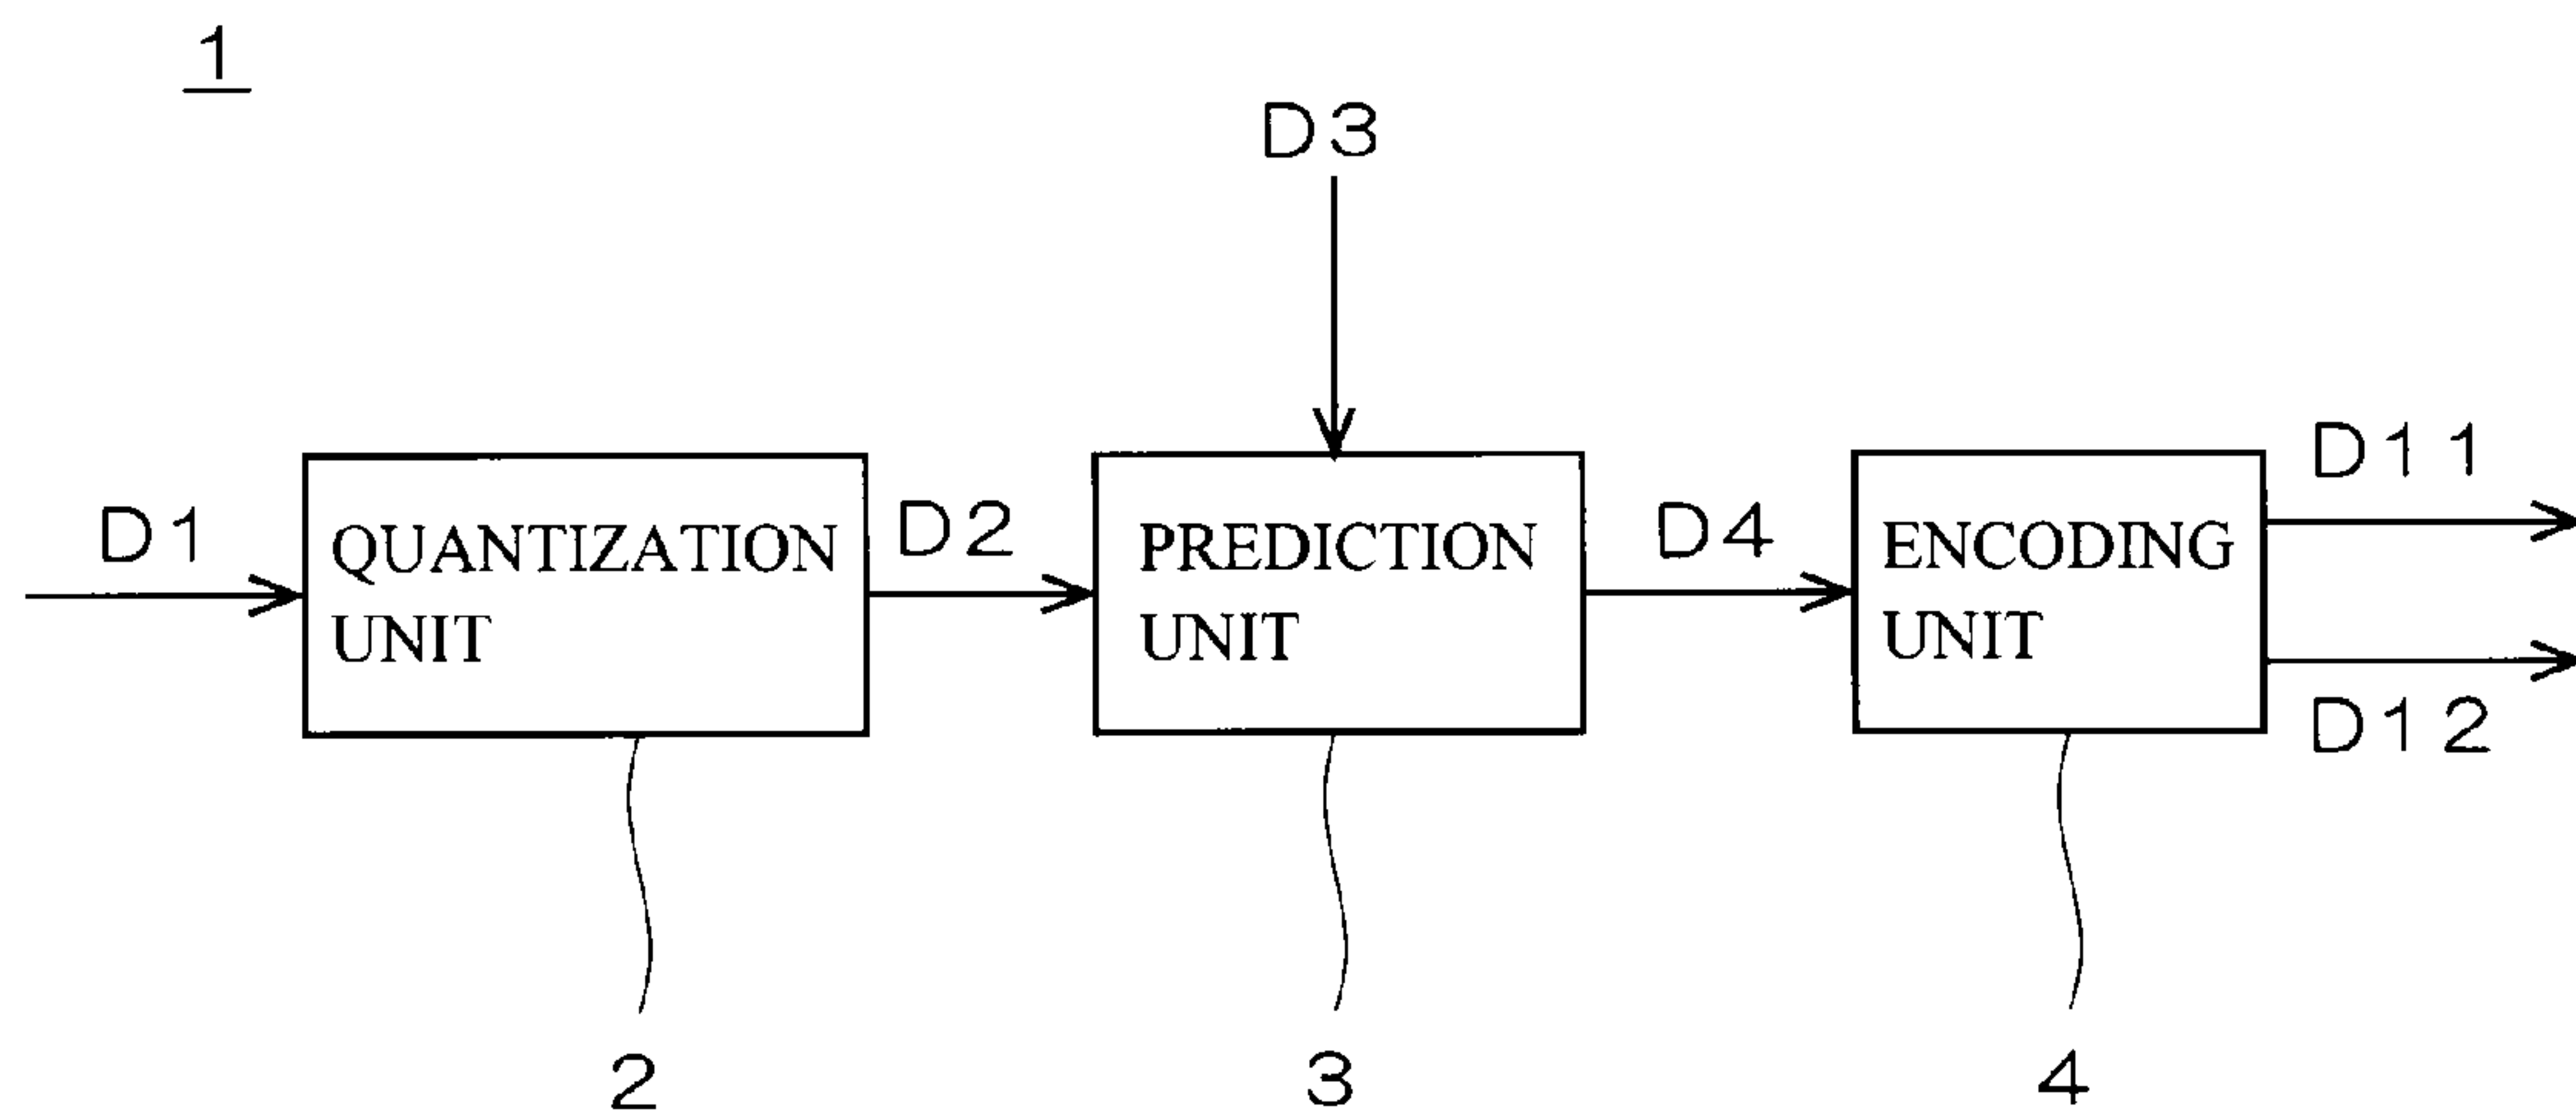 1
D3
D11
D1
QUANTIZATION
UNIT
D2
PREDICTION
UNIT
D4
ENCODING
UNIT
D12
2
3
4